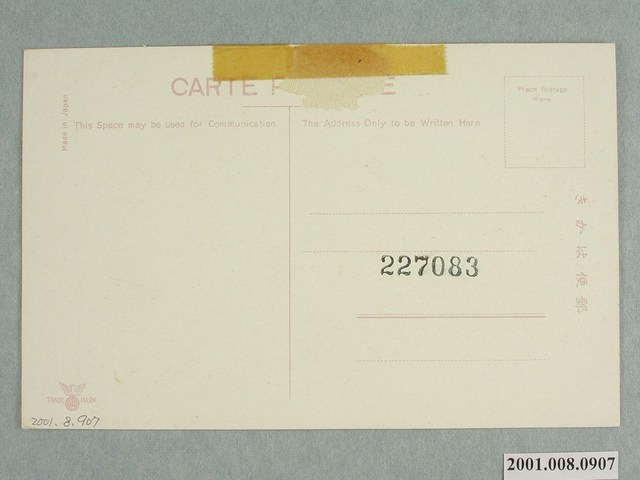 CARTE P E
Made in Japan
This Space may be used for Communication
The Address Only to be Written Here
Place Postage
Here
きかは便郵
227083
TRADE MARK
2001.8.907
2001.008.0907